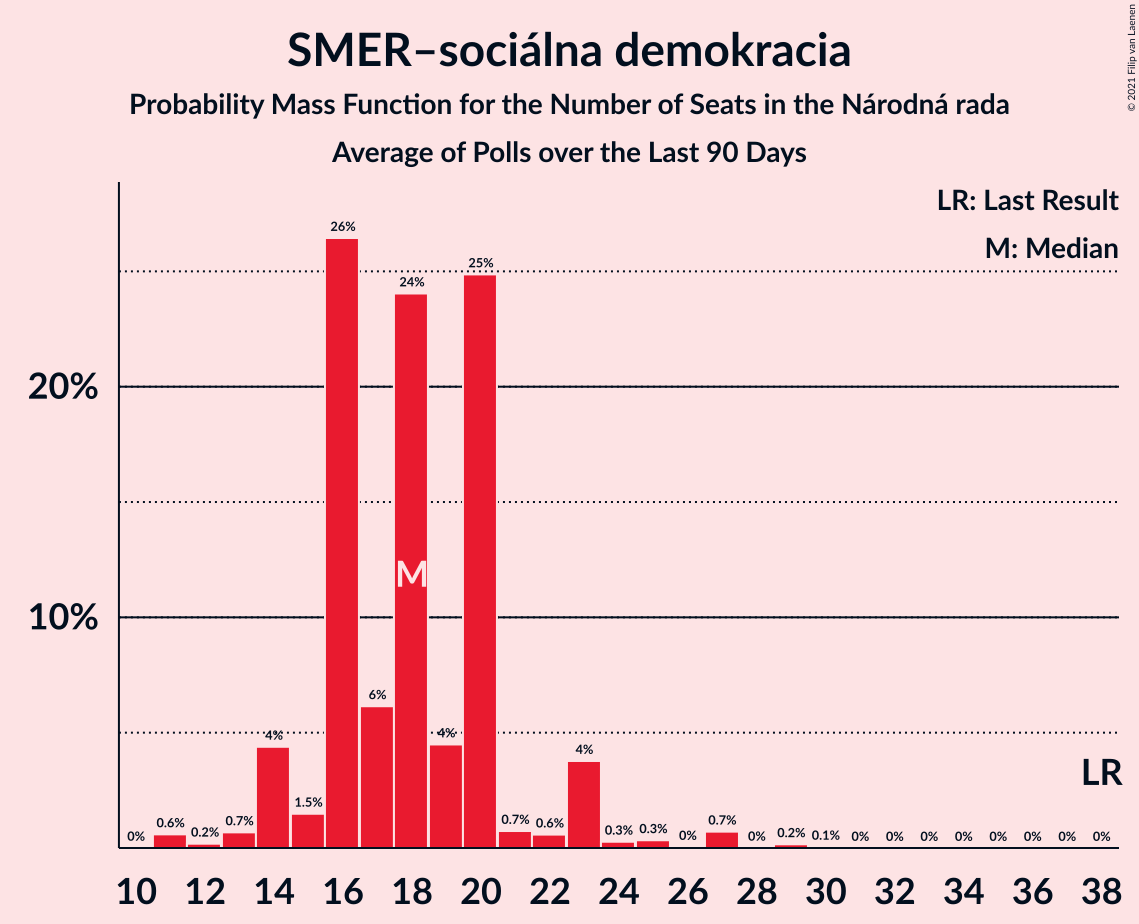 SMER–sociálna demokracia
Probability Mass Function for the Number of Seats in the Národná rada
Average of Polls over the Last 90 Days
© 2021 Filip van Laenen
LR: Last Result
M: Median
20%
10%
0% 0.6% 0.2% 0.7% 4% 1.5% 26% 6% 24% 4% 25% 0.7% 0.6% 4% 0.3% 0.3% 0% 0.7% 0% 0.2% 0.1% 0% 0% 0% 0% 0% 0% 0% 0%
M
LR
10 12 14 16 18 20 22 24 26 28 30 32 34 36 38